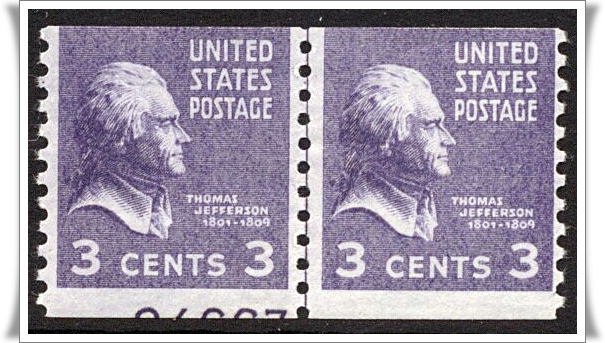 UNITED
STATES
POSTAGE
THOMAS
JEFFERSON
1801-1809
3 CENTS 3
UNITED
STATES
POSTAGE
THOMAS
JEFFERSON
1801-1809
3 CENTS 3